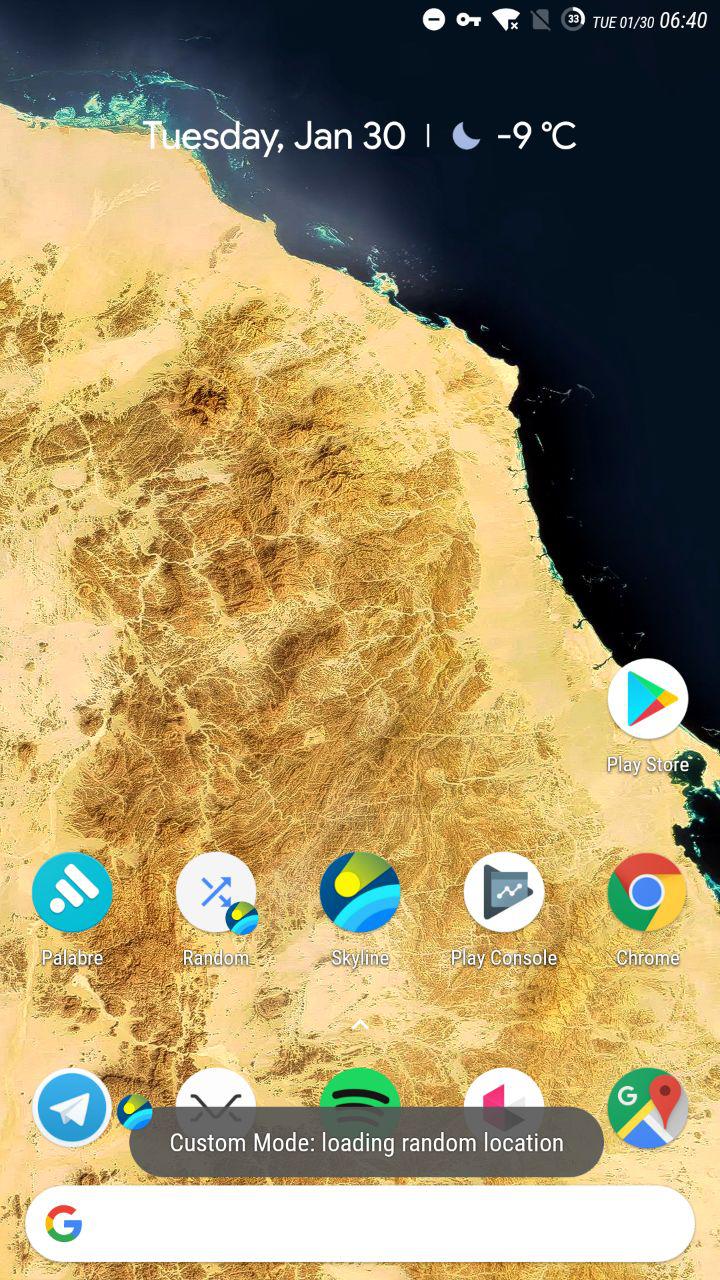 33 TUE 01/30 06:40
Tuesday, Jan 30 | -9 °C
Play Store
Palabre Random Skyline Play Console Chrome
G
Custom Mode: loading random location
G